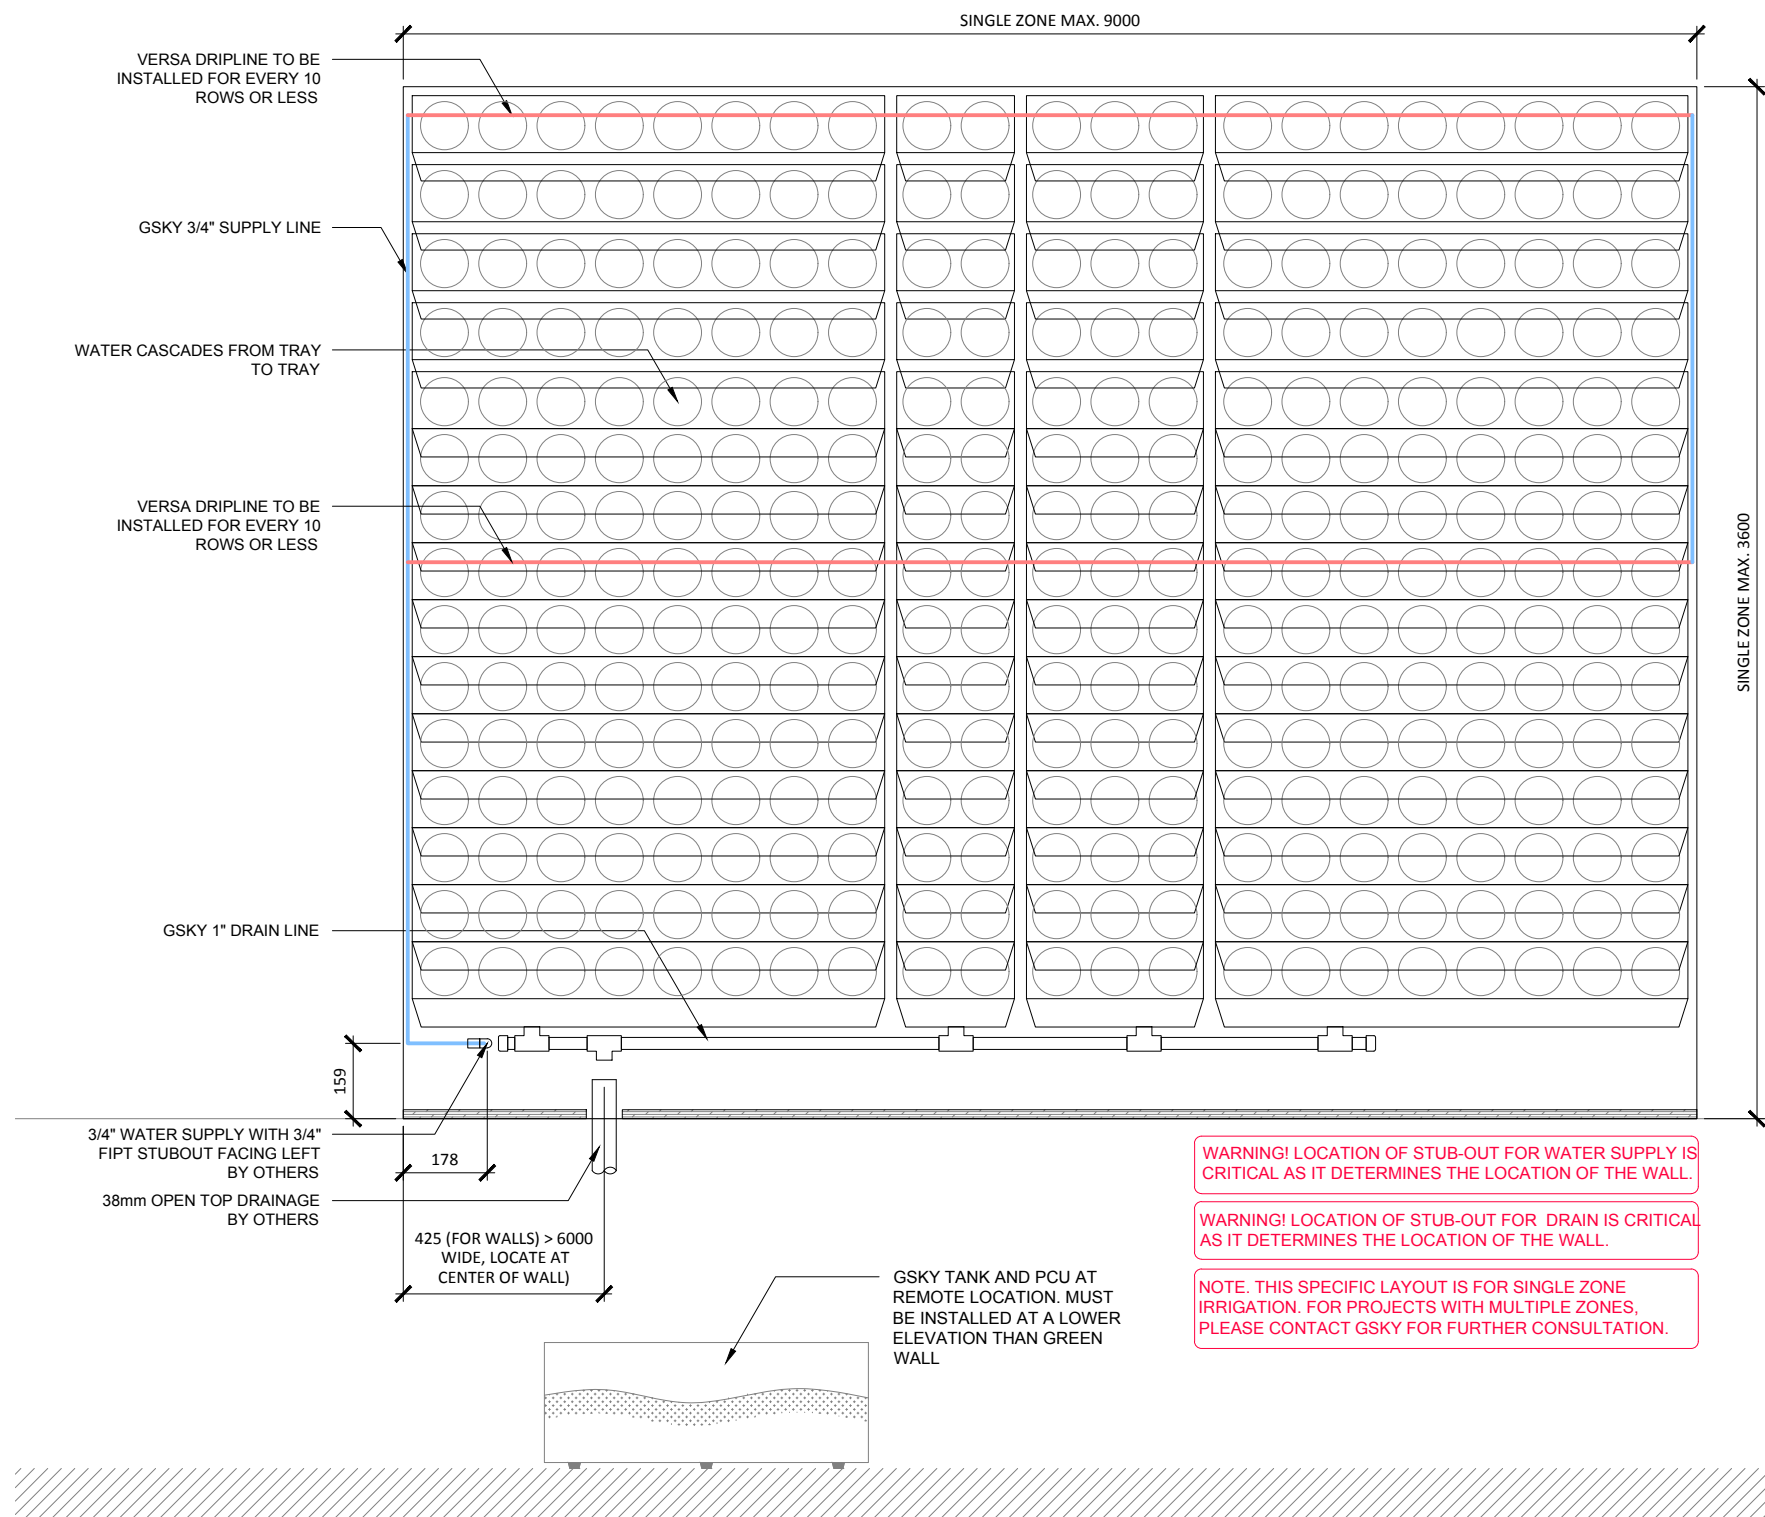 SINGLE ZONE MAX. 9000
VERSA DRIPLINE TO BE
INSTALLED FOR EVERY 10
ROWS OR LESS
GSKY 3/4" SUPPLY LINE
WATER CASCADES FROM TRAY
TO TRAY
VERSA DRIPLINE TO BE
INSTALLED FOR EVERY 10
ROWS OR LESS
SINGLE ZONE MAX. 3600
GSKY 1" DRAIN LINE
159
3/4" WATER SUPPLY WITH 3/4"
FIPT STUBOUT FACING LEFT
BY OTHERS
178
38mm OPEN TOP DRAINAGE
BY OTHERS
425 (FOR WALLS) > 6000
WIDE, LOCATE AT
CENTER OF WALL)
GSKY TANK AND PCU AT
REMOTE LOCATION. MUST
BE INSTALLED AT A LOWER
ELEVATION THAN GREEN
WALL
WARNING! LOCATION OF STUB-OUT FOR WATER SUPPLY IS
CRITICAL AS IT DETERMINES THE LOCATION OF THE WALL.
WARNING! LOCATION OF STUB-OUT FOR DRAIN IS CRITICAL
AS IT DETERMINES THE LOCATION OF THE WALL.
NOTE. THIS SPECIFIC LAYOUT IS FOR SINGLE ZONE
IRRIGATION. FOR PROJECTS WITH MULTIPLE ZONES,
PLEASE CONTACT GSKY FOR FURTHER CONSULTATION.